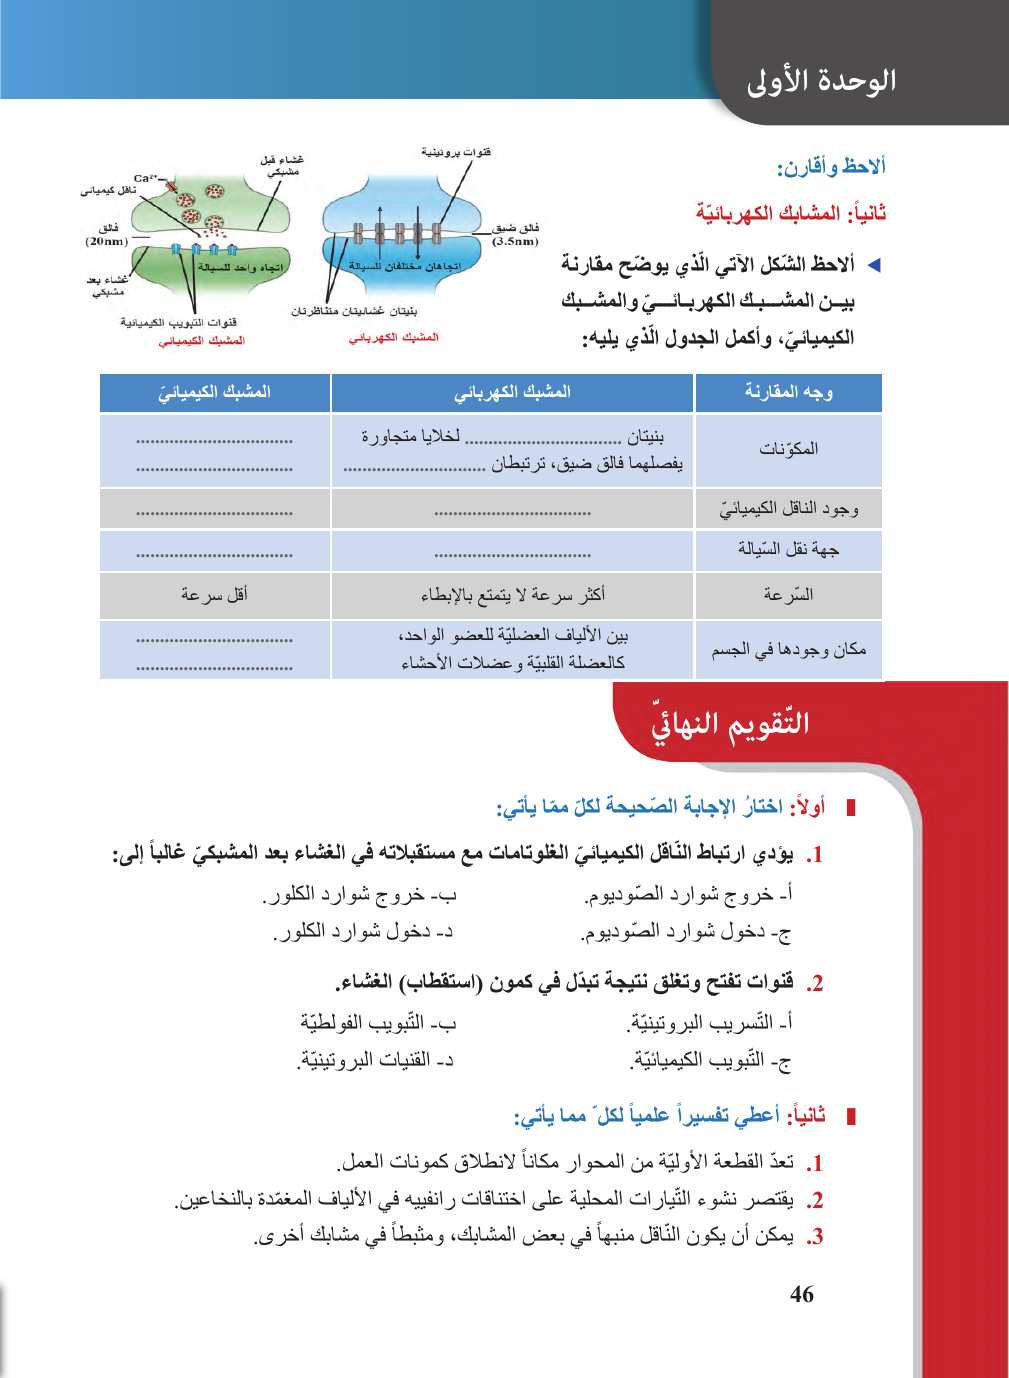 الوحدة الأولى
ألاحظ وأقارن:
ثانياً: المشابك الكهربائيّة
ألاحظ الشّكل الآتي الّذي يوضّح مقارنة
بيـن المشـــبك الكهربـائـــيّ والمشــبك
الكيميائيّ، وأكمل الجدول الّذي يليه:
قنوات بروتينية
فالق ضيق
(3.5nm)
اتجاهان مختلفان للسيالة
بنيتان غشائيتان متناظرتان
المشبك الكهربائي
غشاء قبل
مشبكي
Ca²⁺
ناقل كيميائي
فالق
(20nm)
اتجاه واحد للسيالة
غشاء بعد
مشبكي
قنوات التبويب الكيميائية
المشبك الكيميائي
وجه المقارنة المشبك الكهربائي المشبك الكيميائيّ
المكوّنات
بنيتان ................................ لخلايا متجاورة
يفصلهما فالق ضيق، ترتبطان ..............................
.................................
.................................
وجود الناقل الكيميائيّ ................................. .................................
جهة نقل السّيالة ................................. .................................
السّرعة أكثر سرعة لا يتمتع بالإبطاء أقل سرعة
مكان وجودها في الجسم
بين الألياف العضليّة للعضو الواحد،
كالعضلة القلبيّة وعضلات الأحشاء
.................................
.................................
التّقويم النهائيّ
أولاً: اختارُ الإجابة الصّحيحة لكلّ ممّا يأتي:
1. يؤدي ارتباط النّاقل الكيميائيّ الغلوتامات مع مستقبلاته في الغشاء بعد المشبكيّ غالباً إلى:
أ- خروج شوارد الصّوديوم. ب- خروج شوارد الكلور.
ج- دخول شوارد الصّوديوم. د- دخول شوارد الكلور.
2. قنوات تفتح وتغلق نتيجة تبدّل في كمون (استقطاب) الغشاء.
أ- التّسريب البروتينيّة. ب- التّبويب الفولطيّة
ج- التّبويب الكيميائيّة. د- القنيات البروتينيّة.
ثانياً: أعطي تفسيراً علمياً لكلّ مما يأتي:
1. تعدّ القطعة الأوليّة من المحوار مكاناً لانطلاق كمونات العمل.
2. يقتصر نشوء التّيارات المحلية على اختناقات رانفييه في الألياف المغمّدة بالنخاعين.
3. يمكن أن يكون النّاقل منبهاً في بعض المشابك، ومثبطاً في مشابك أخرى.
46